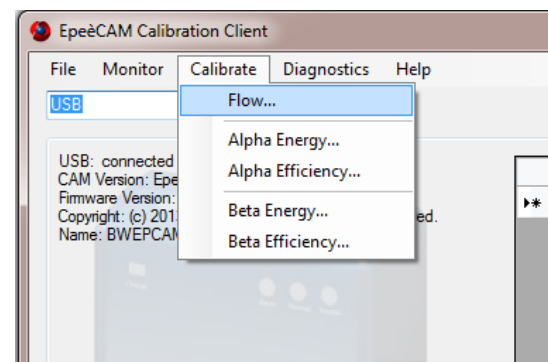 EpeèCAM Calibration Client
File Monitor Calibrate Diagnostics Help
USB
Flow...
Alpha Energy...
Alpha Efficiency...
Beta Energy...
Beta Efficiency...
USB: connected
CAM Version: Epe
Firmware Version:
Copyright: (c) 201 ed.
Name: BWEPCAM